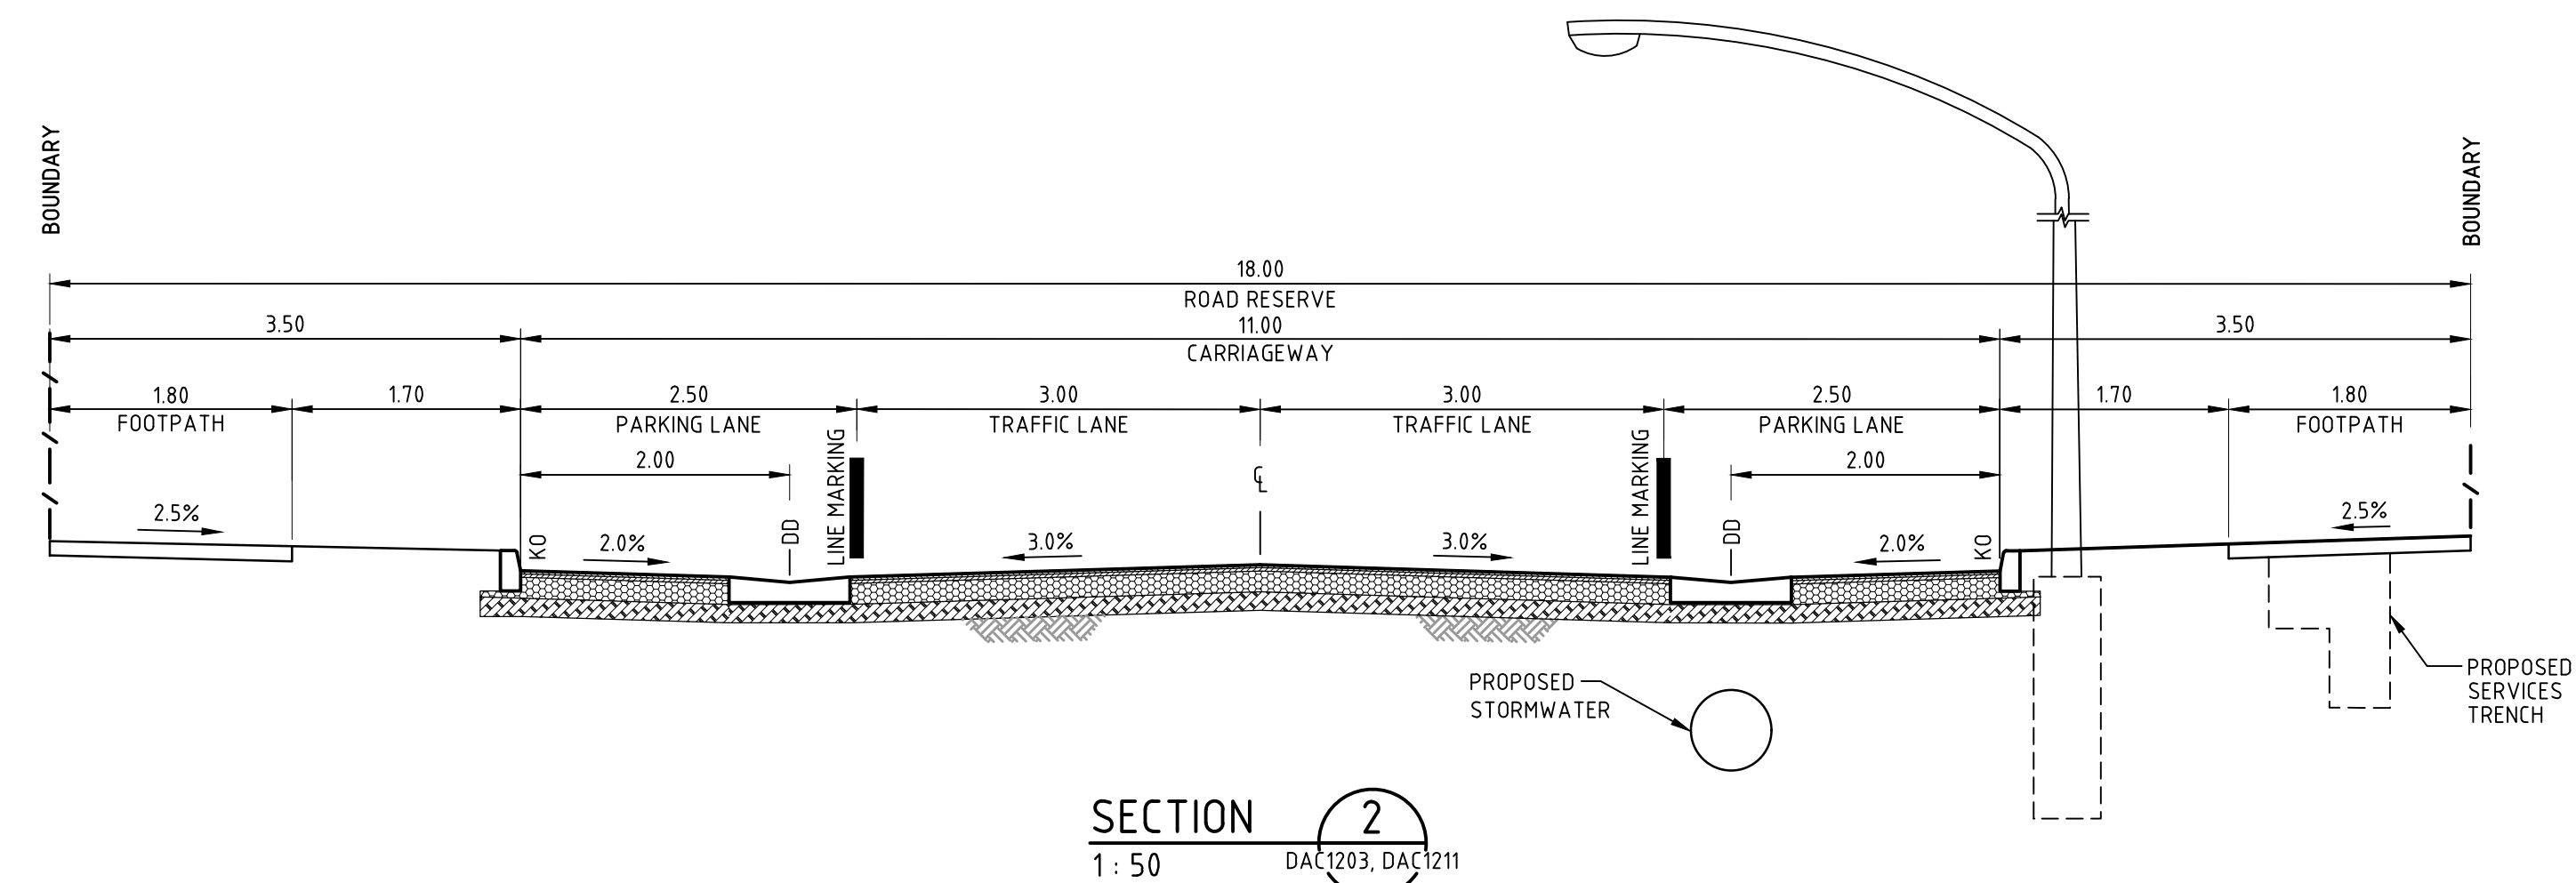 BOUNDARY
BOUNDARY
18.00
ROAD RESERVE
3.50
11.00
3.50
CARRIAGEWAY
1.80
1.70
2.50
3.00
3.00
2.50
1.70
1.80
FOOTPATH
PARKING LANE
TRAFFIC LANE
TRAFFIC LANE
PARKING LANE
FOOTPATH
LINE MARKING
LINE MARKING
2.00
2.00
℄
2.5%
2.5%
KO
2.0%
DD
3.0%
3.0%
DD
2.0%
KO
PROPOSED
SERVICES
TRENCH
PROPOSED
STORMWATER
SECTION
2
1 : 50
DAC1203, DAC1211